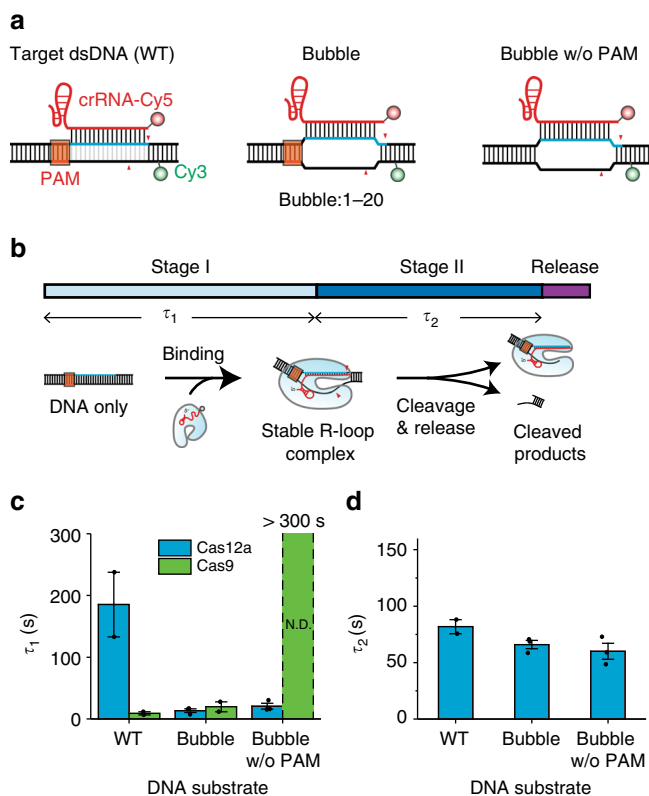 a
Target dsDNA (WT)
Bubble
Bubble w/o PAM
crRNA-Cy5
PAM
Cy3
Bubble:1–20
b
Stage I
Stage II
Release
τ1
τ2
Binding
DNA only
Stable R-loop
complex
Cleavage
& release
Cleaved
products
c
d
> 300 s
300
200
100
0
τ1 (s)
Cas12a
Cas9
N.D.
WT
Bubble
Bubble
w/o PAM
DNA substrate
150
100
50
0
τ2 (s)
WT
Bubble
Bubble
w/o PAM
DNA substrate